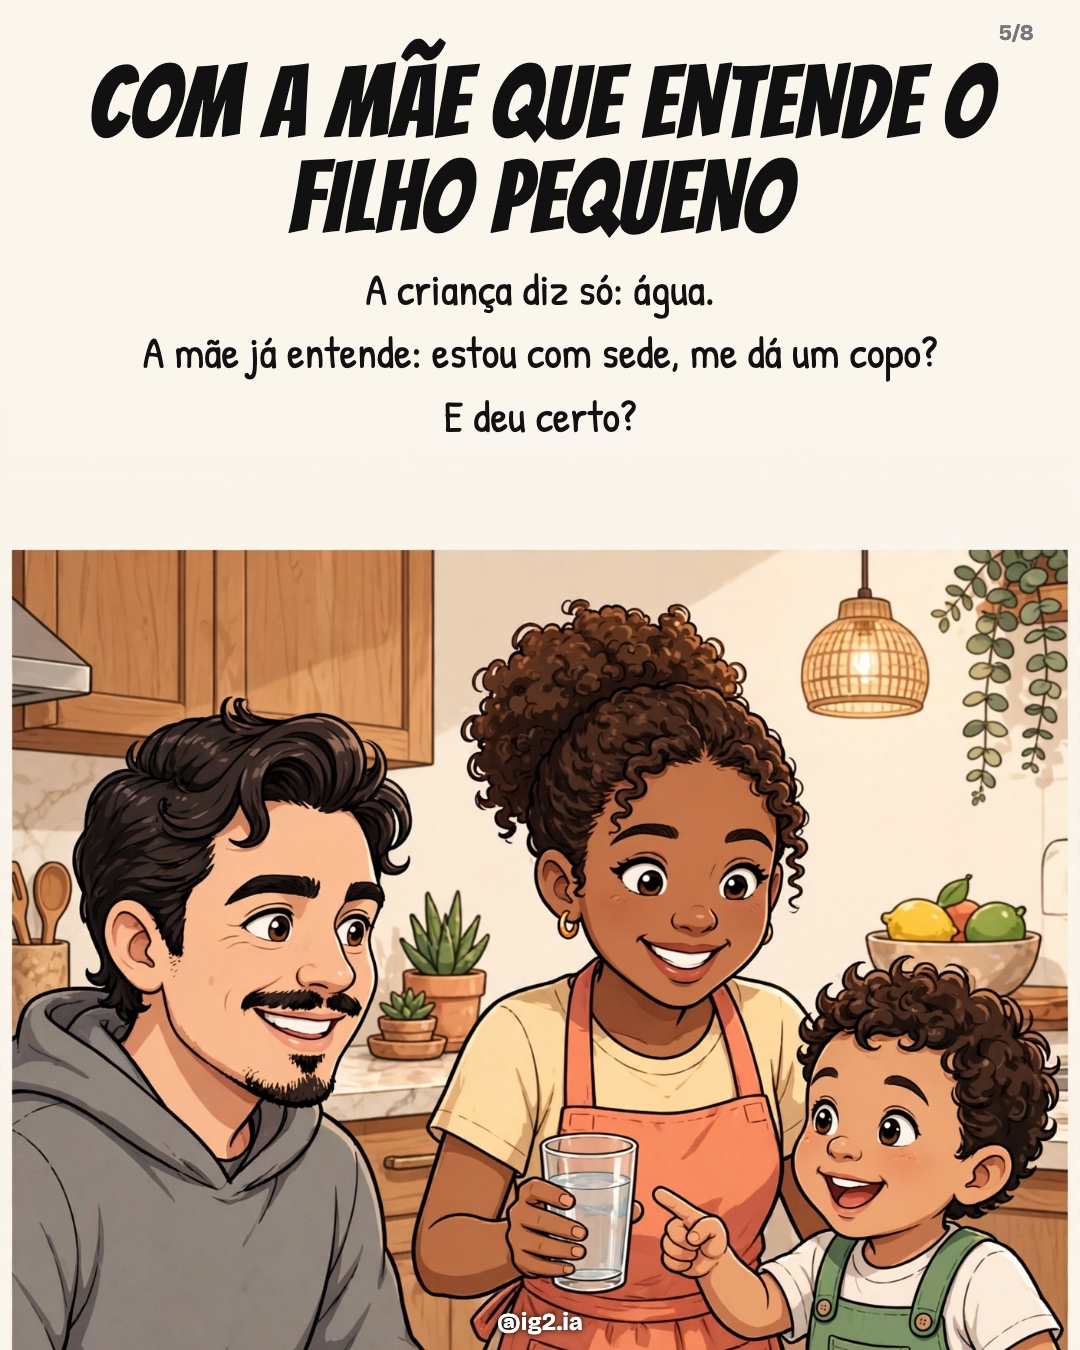 5/8
COM A MÃE QUE ENTENDE O
FILHO PEQUENO
A criança diz só: água.
A mãe já entende: estou com sede, me dá um copo?
E deu certo?
@ig2.ia